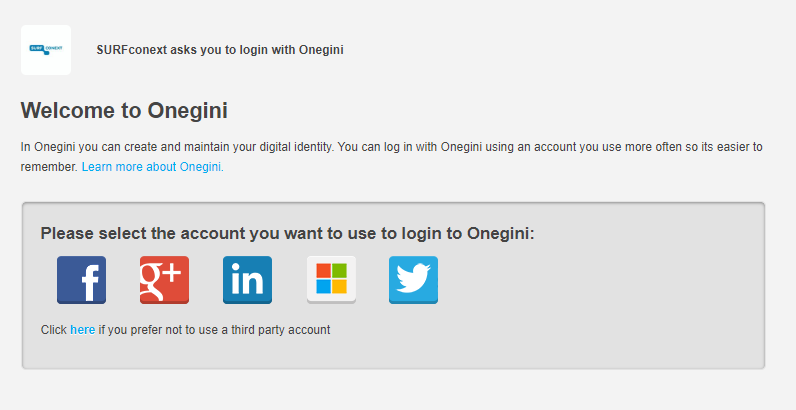 SURF CONEXT
SURFconext asks you to login with Onegini
Welcome to Onegini
In Onegini you can create and maintain your digital identity. You can log in with Onegini using an account you use more often so its easier to
remember. Learn more about Onegini.
Please select the account you want to use to login to Onegini:
f g+ in
Click here if you prefer not to use a third party account